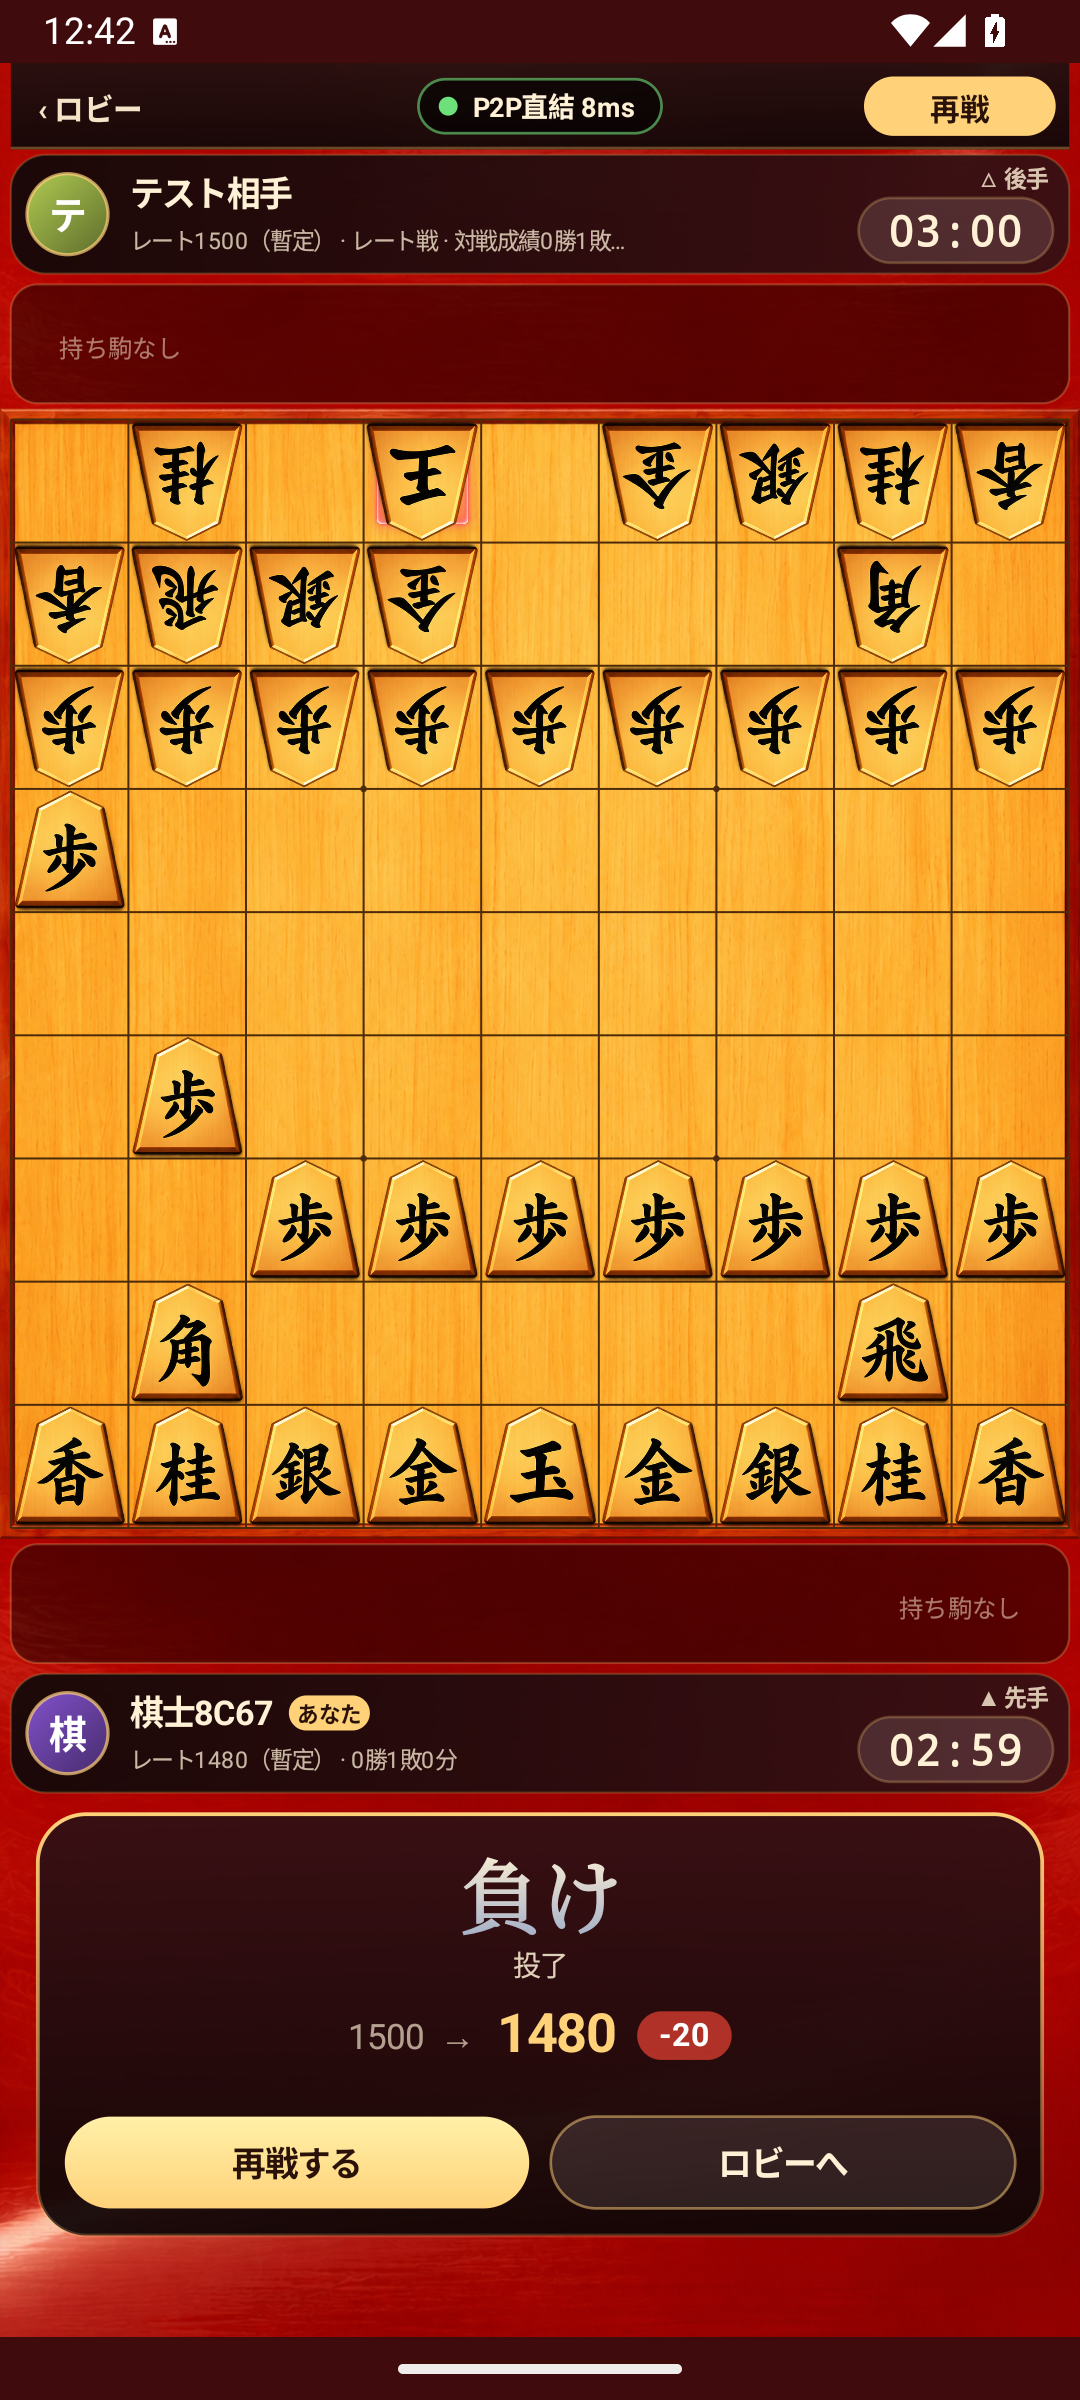 12:42
‹ロビー
P2P直結 8ms
再戦
テ
テスト相手
レート1500（暫定） · レート戦 · 対戦成績0勝1敗…
△ 後手
03:00
持ち駒なし
桂 王 金 銀 桂 香
香 飛 銀 金 角
歩 歩 歩 歩 歩 歩 歩 歩 歩
歩
歩
歩 歩 歩 歩 歩 歩 歩
角 飛
香 桂 銀 金 玉 金 銀 桂 香
持ち駒なし
棋
棋士8C67 あなた
レート1480（暫定） · 0勝1敗0分
▲ 先手
02:59
負け
投了
1500 → 1480 -20
再戦する
ロビーへ